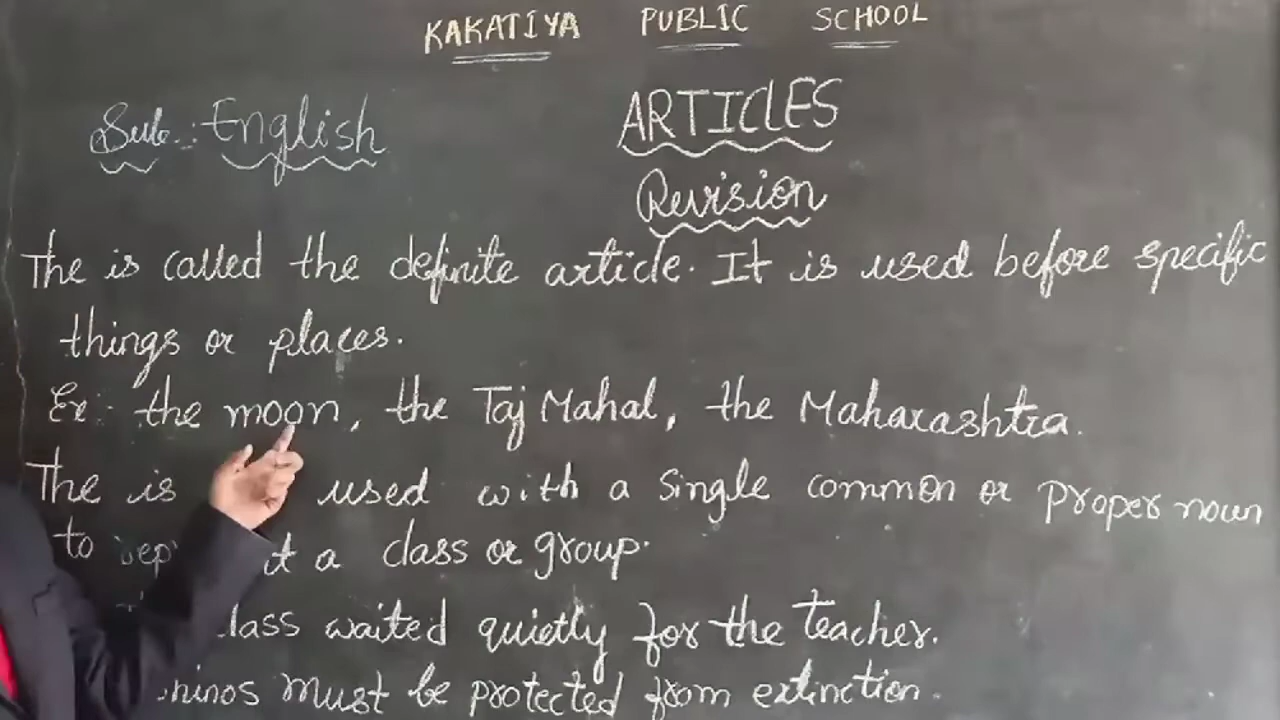 KAKATIYA PUBLIC SCHOOL
Sub.: English
ARTICLES
Revision
The is called the definite article. It is used before specific
things or places.
Ex: the moon, the Taj Mahal, the Maharashtra.
The is used with a single common or proper noun
to a class or group.
class waited quietly for the teacher.
rhinos must be protected from extinction.